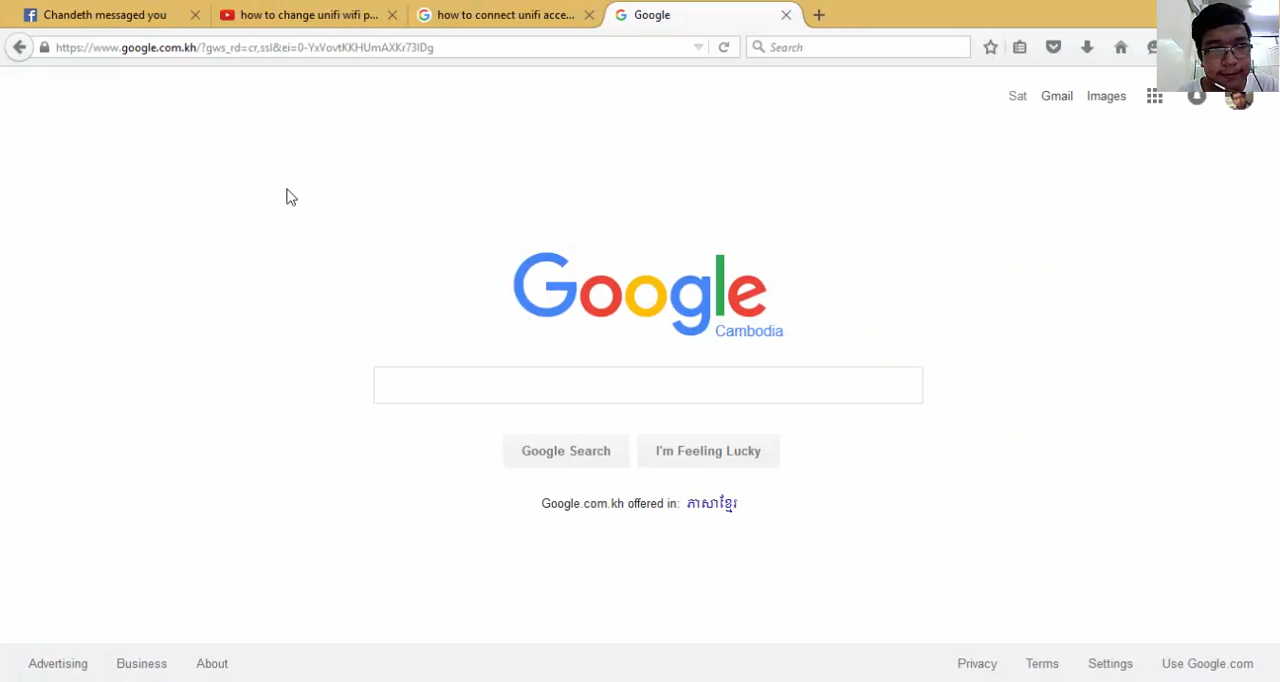 Chandeth messaged you
how to change unifi wifi p...
how to connect unifi acce...
Google
https://www.google.com.kh/?gws_rd=cr,ssl&ei=0-YxVovtKKHUmAXKr73IDg
Search
Sat Gmail Images
Google
Cambodia
Google Search I'm Feeling Lucky
Google.com.kh offered in: ភាសាខ្មែរ
Advertising Business About Privacy Terms Settings Use Google.com